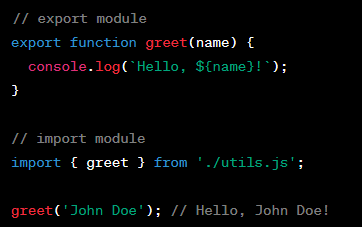 // export module
export function greet(name) {
  console.log(`Hello, ${name}!`);
}

// import module
import { greet } from './utils.js';

greet('John Doe'); // Hello, John Doe!